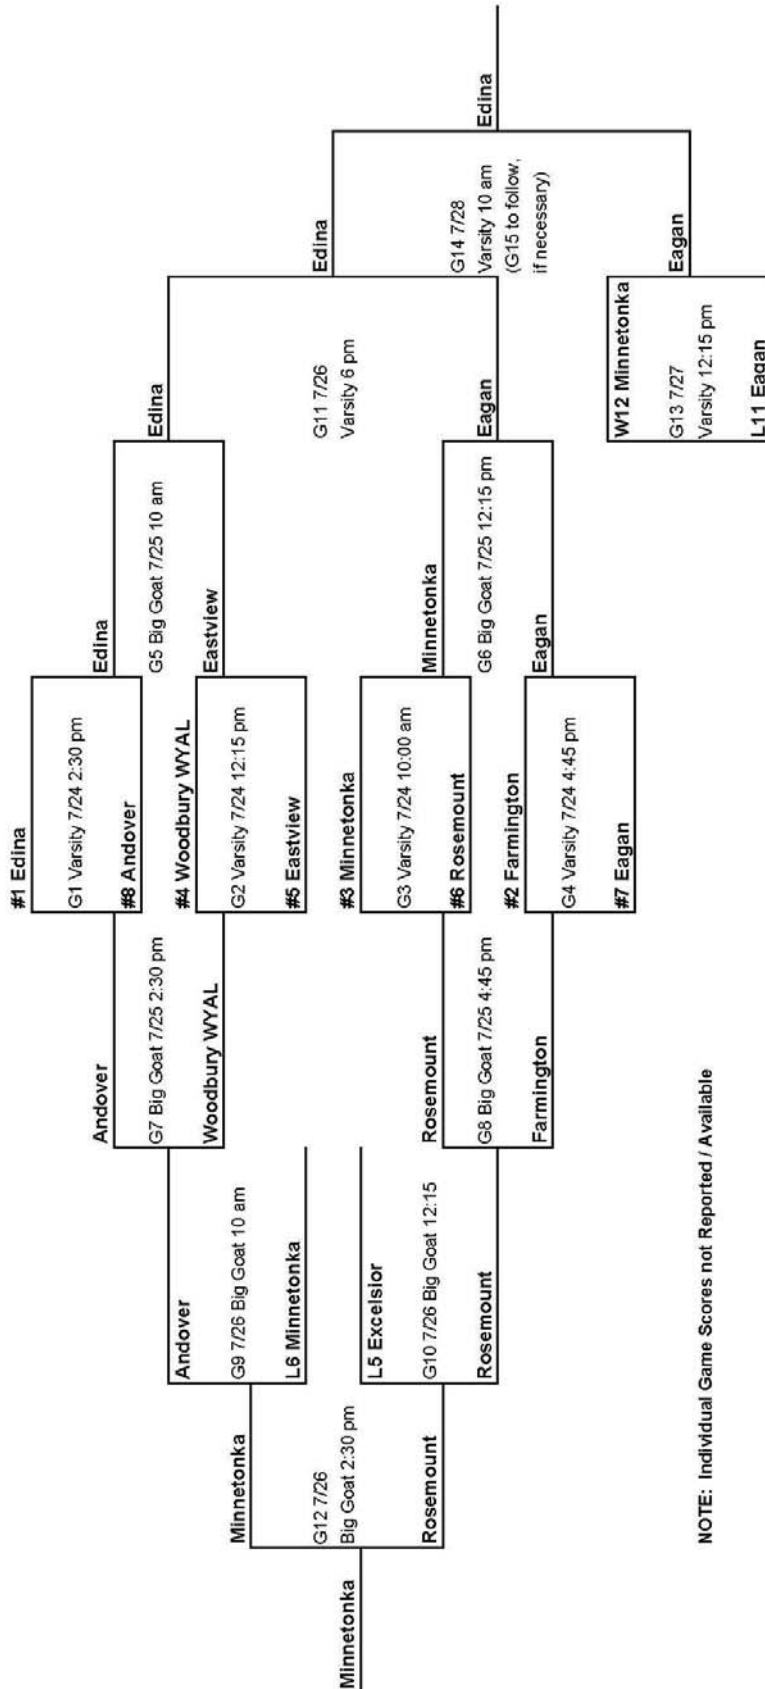 #1 Edina
G1 Varsity 7/24 2:30 pm
#8 Andover
#4 Woodbury WYAL
G2 Varsity 7/24 12:15 pm
#5 Eastview
#3 Minnetonka
G3 Varsity 7/24 10:00 am
#6 Rosemount
#2 Farmington
G4 Varsity 7/24 4:45 pm
#7 Eagan
Edina
G5 Big Goat 7/25 10 am
Eastview
Minnetonka
G6 Big Goat 7/25 12:15 pm
Eagan
Edina
G11 7/26
Varsity 6 pm
Eagan
Edina
G14 7/28
Varsity 10 am
(G15 to follow,
if necessary)
Eagan
Edina
W12 Minnetonka
G13 7/27
Varsity 12:15 pm
L11 Eagan
Andover
G7 Big Goat 7/25 2:30 pm
Woodbury WYAL
Rosemount
G8 Big Goat 7/25 4:45 pm
Farmington
Andover
G9 7/26 Big Goat 10 am
L6 Minnetonka
L5 Excelsior
G10 7/26 Big Goat 12:15
Rosemount
Minnetonka
G12 7/26
Big Goat 2:30 pm
Rosemount
Minnetonka
NOTE: Individual Game Scores not Reported / Available